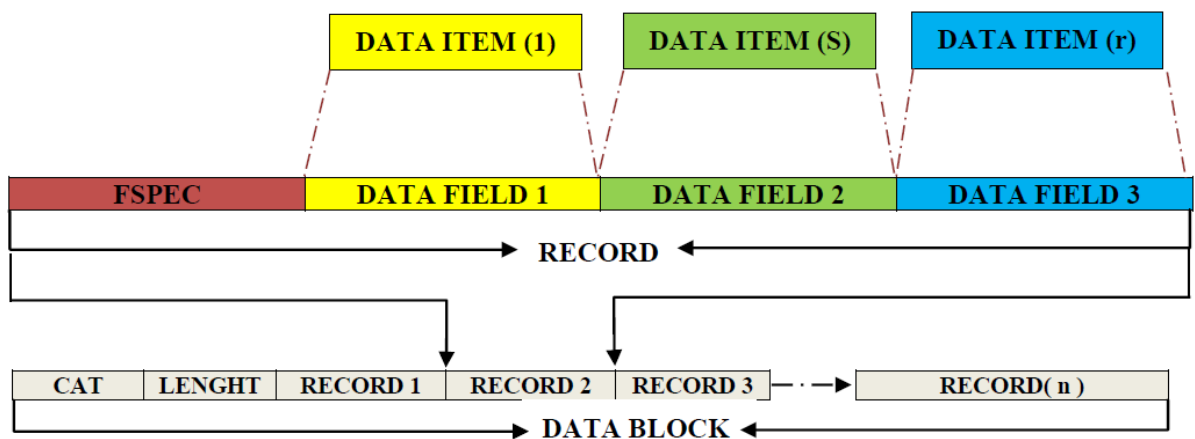 DATA ITEM (1) DATA ITEM (S) DATA ITEM (r)
FSPEC DATA FIELD 1 DATA FIELD 2 DATA FIELD 3
RECORD
CAT LENGHT RECORD 1 RECORD 2 RECORD 3 RECORD( n )
DATA BLOCK